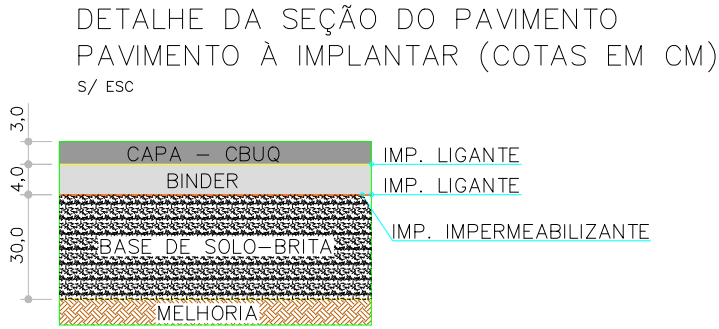 DETALHE DA SEÇÃO DO PAVIMENTO
PAVIMENTO À IMPLANTAR (COTAS EM CM)
S/ ESC
3,0
CAPA - CBUQ
IMP. LIGANTE
4,0
BINDER
IMP. LIGANTE
IMP. IMPERMEABILIZANTE
30,0
BASE DE SOLO-BRITA
MELHORIA